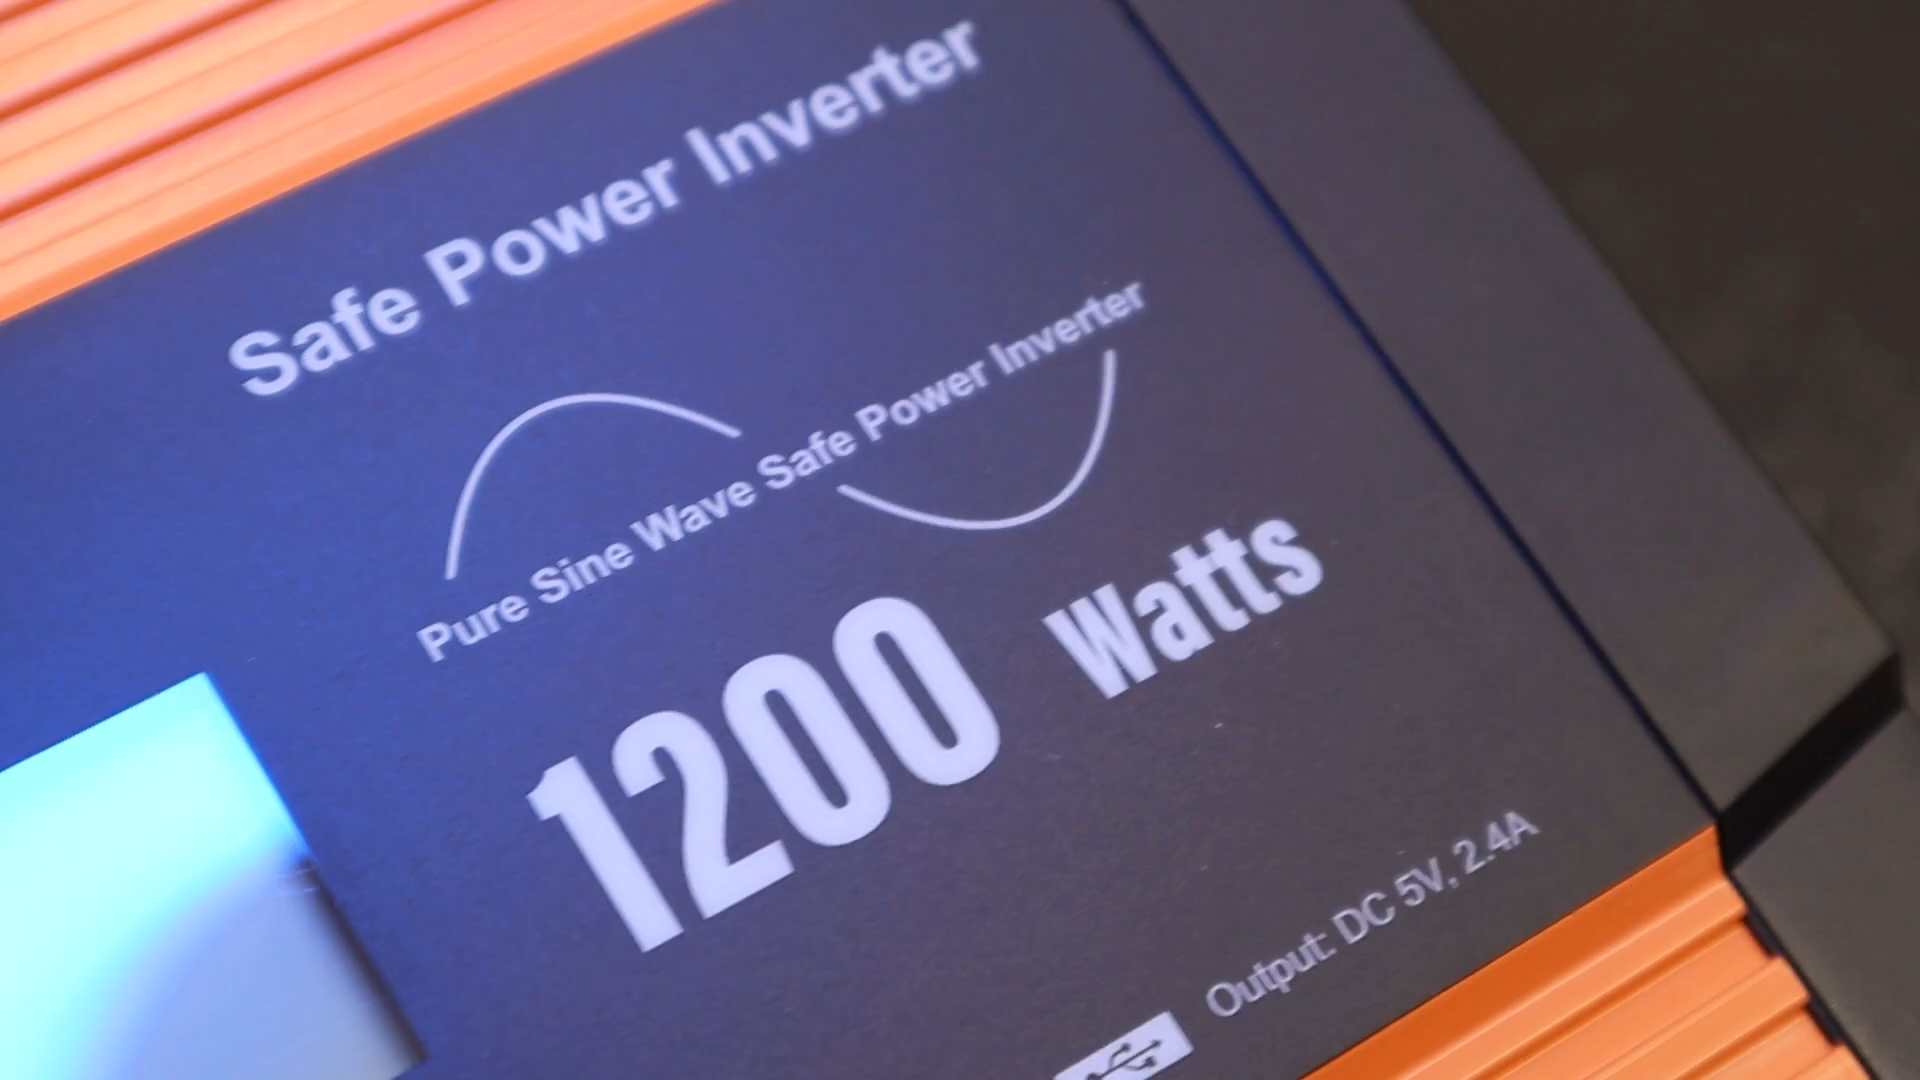 Safe Power Inverter
Pure Sine Wave Safe Power Inverter
1200 Watts
Output: DC 5V, 2.4A